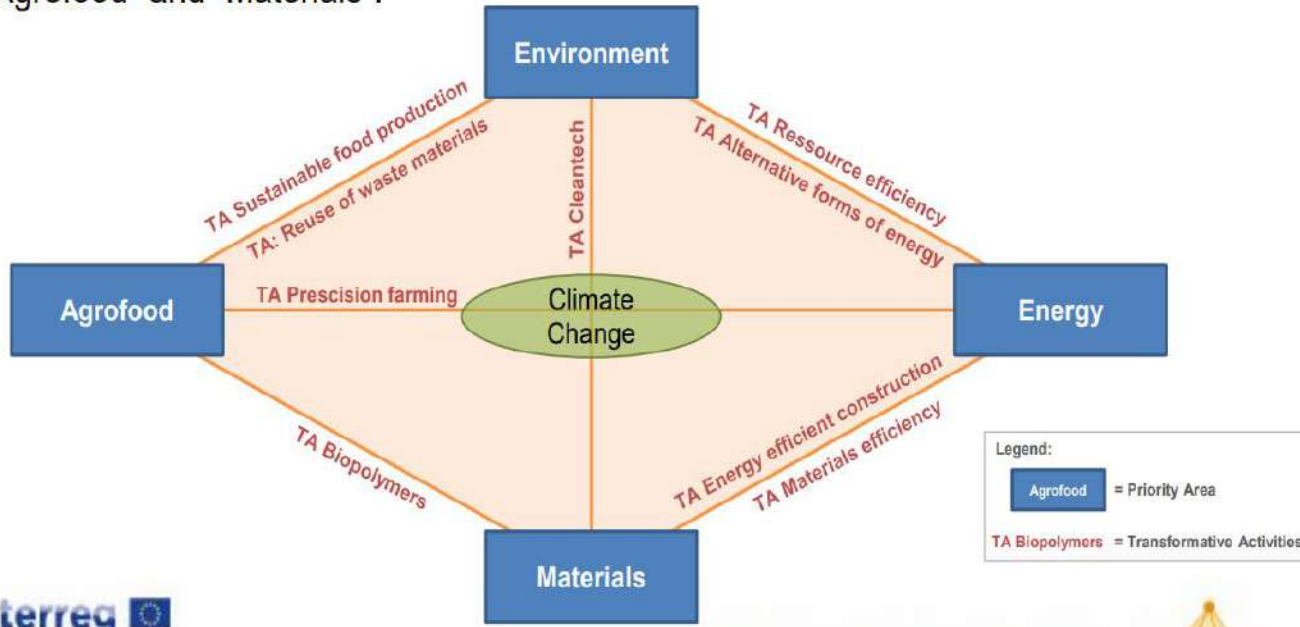 Agrofood" and "Materials".
Environment
TA Sustainable food production
TA: Reuse of waste materials
TA Cleantech
TA Ressource efficiency
TA Alternative forms of energy
Agrofood
TA Prescision farming
Climate
Change
Energy
TA Biopolymers
TA Energy efficient construction
TA Materials efficiency
Materials
Legend:
Agrofood = Priority Area
TA Biopolymers = Transformative Activities
terreg